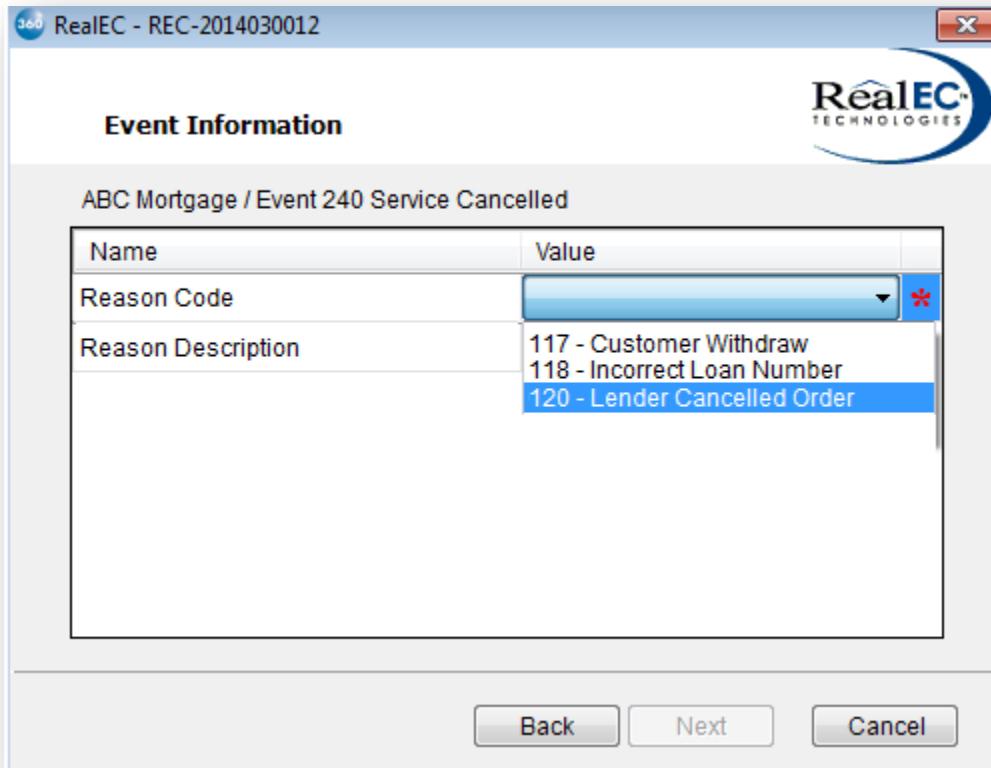 360 RealEC - REC-2014030012
RealEC
TECHNOLOGIES
Event Information
ABC Mortgage / Event 240 Service Cancelled
Name Value
Reason Code *
Reason Description
117 - Customer Withdraw
118 - Incorrect Loan Number
120 - Lender Cancelled Order
Back Next Cancel